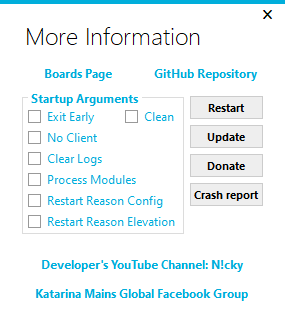 More Information
Boards Page GitHub Repository
Startup Arguments
Exit Early Clean
No Client
Clear Logs
Process Modules
Restart Reason Config
Restart Reason Elevation
Restart
Update
Donate
Crash report
Developer's YouTube Channel: N!cky
Katarina Mains Global Facebook Group